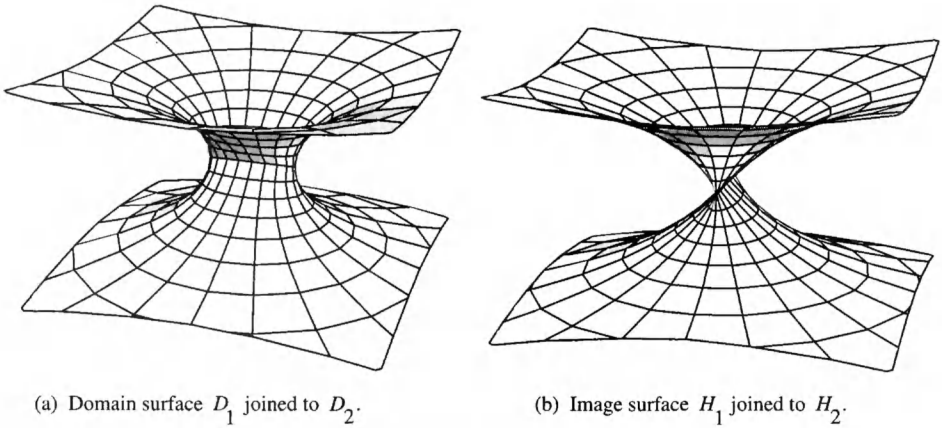 (a) Domain surface D₁ joined to D₂.
(b) Image surface H₁ joined to H₂.